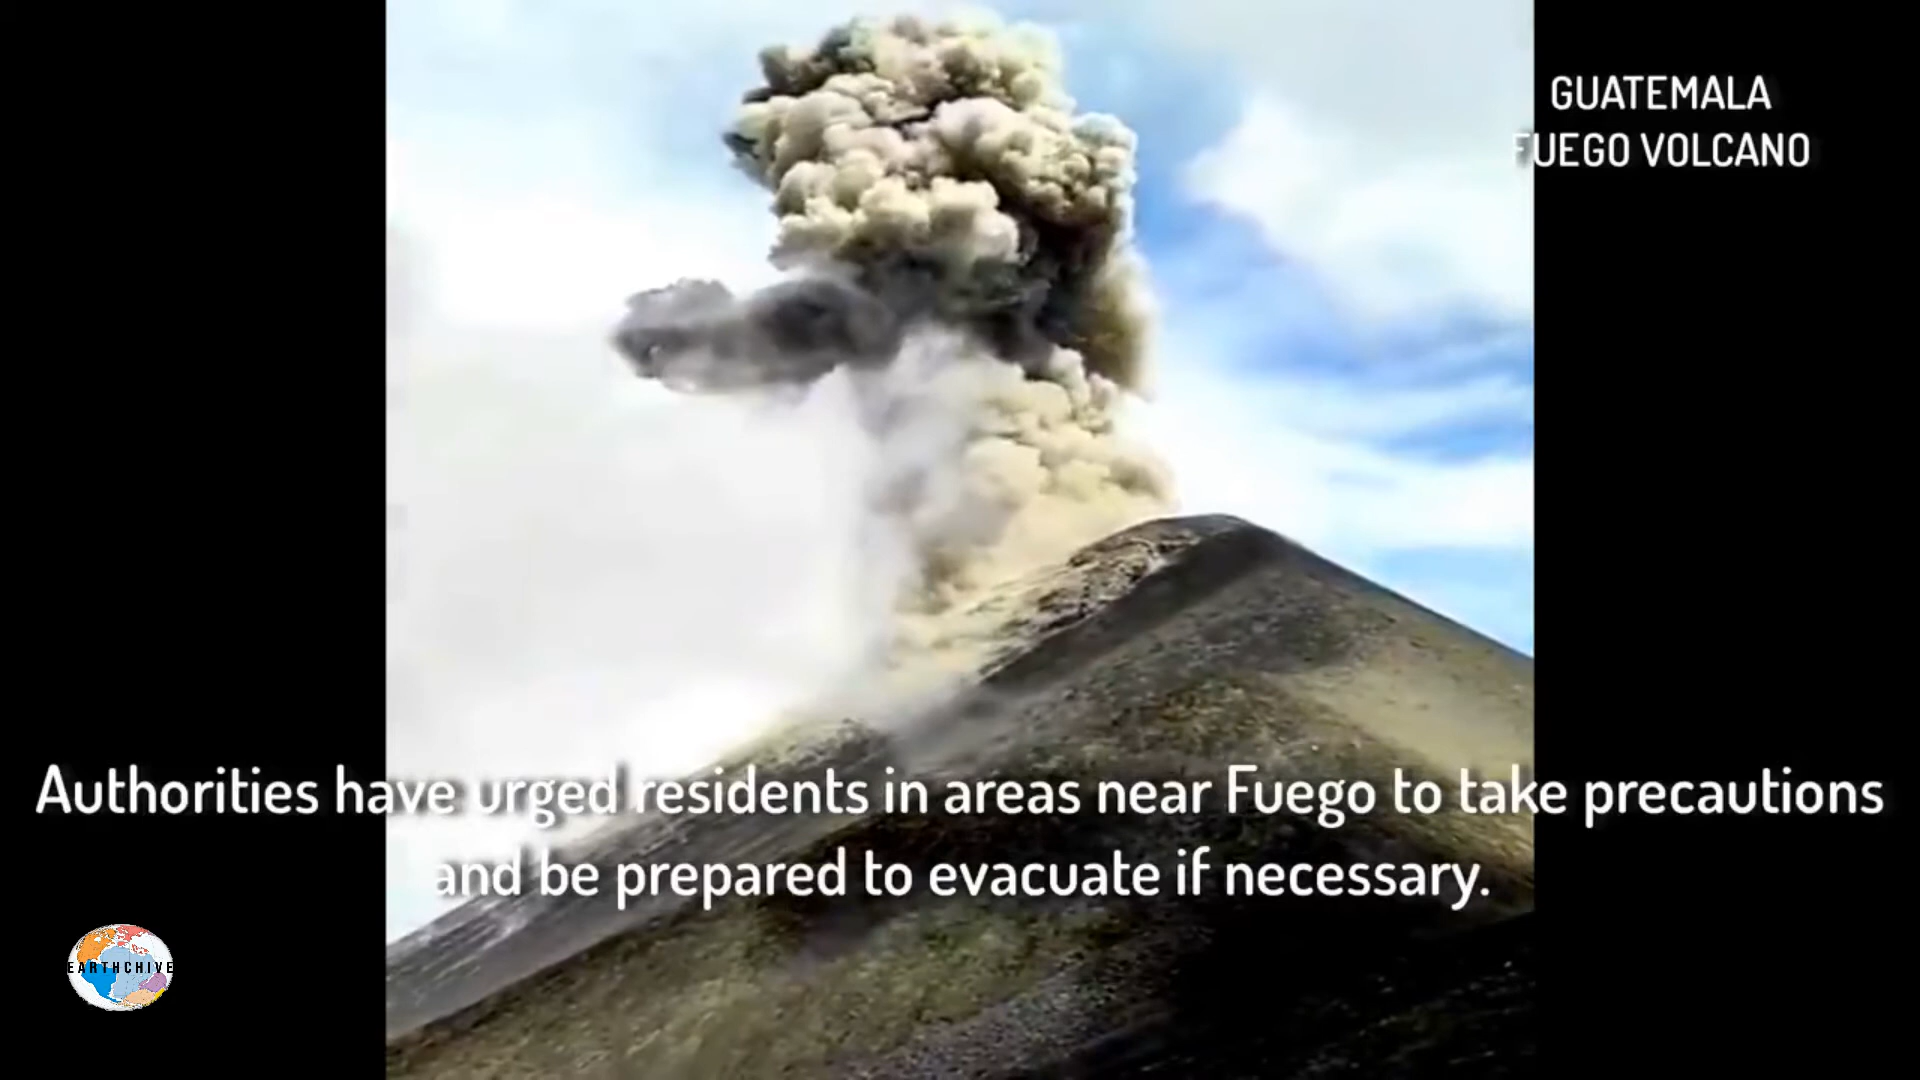 GUATEMALA
FUEGO VOLCANO
Authorities have urged residents in areas near Fuego to take precautions
and be prepared to evacuate if necessary.
EARTHCHIVE